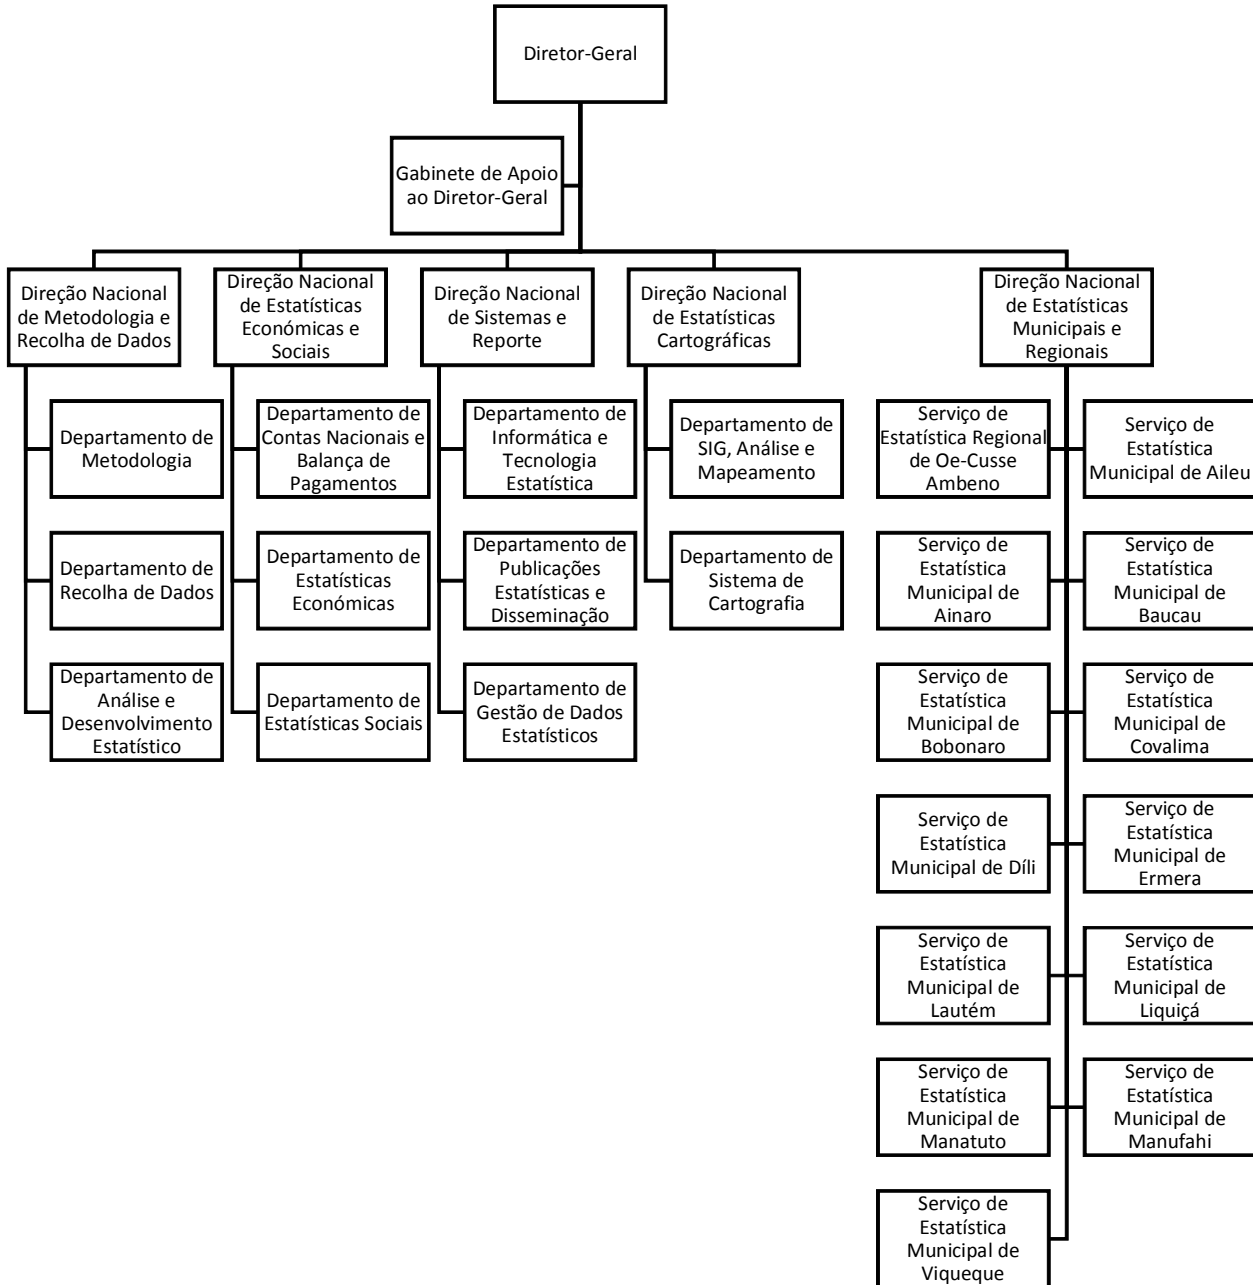 Diretor-Geral
Gabinete de Apoio
ao Diretor-Geral
Direção Nacional
de Metodologia e
Recolha de Dados
Direção Nacional
de Estatísticas
Económicas e
Sociais
Direção Nacional
de Sistemas e
Reporte
Direção Nacional
de Estatísticas
Cartográficas
Direção Nacional
de Estatísticas
Municipais e
Regionais
Departamento de
Metodologia
Departamento de
Recolha de Dados
Departamento de
Análise e
Desenvolvimento
Estatístico
Departamento de
Contas Nacionais e
Balança de
Pagamentos
Departamento de
Estatísticas
Económicas
Departamento de
Estatísticas Sociais
Departamento de
Informática e
Tecnologia
Estatística
Departamento de
Publicações
Estatísticas e
Disseminação
Departamento de
Gestão de Dados
Estatísticos
Departamento de
SIG, Análise e
Mapeamento
Departamento de
Sistema de
Cartografia
Serviço de
Estatística Regional
de Oe-Cusse
Ambeno
Serviço de
Estatística
Municipal de Aileu
Serviço de
Estatística
Municipal de
Ainaro
Serviço de
Estatística
Municipal de
Baucau
Serviço de
Estatística
Municipal de
Bobonaro
Serviço de
Estatística
Municipal de
Covalima
Serviço de
Estatística
Municipal de Díli
Serviço de
Estatística
Municipal de
Ermera
Serviço de
Estatística
Municipal de
Lautém
Serviço de
Estatística
Municipal de
Liquiçá
Serviço de
Estatística
Municipal de
Manatuto
Serviço de
Estatística
Municipal de
Manufahi
Serviço de
Estatística
Municipal de
Viqueque